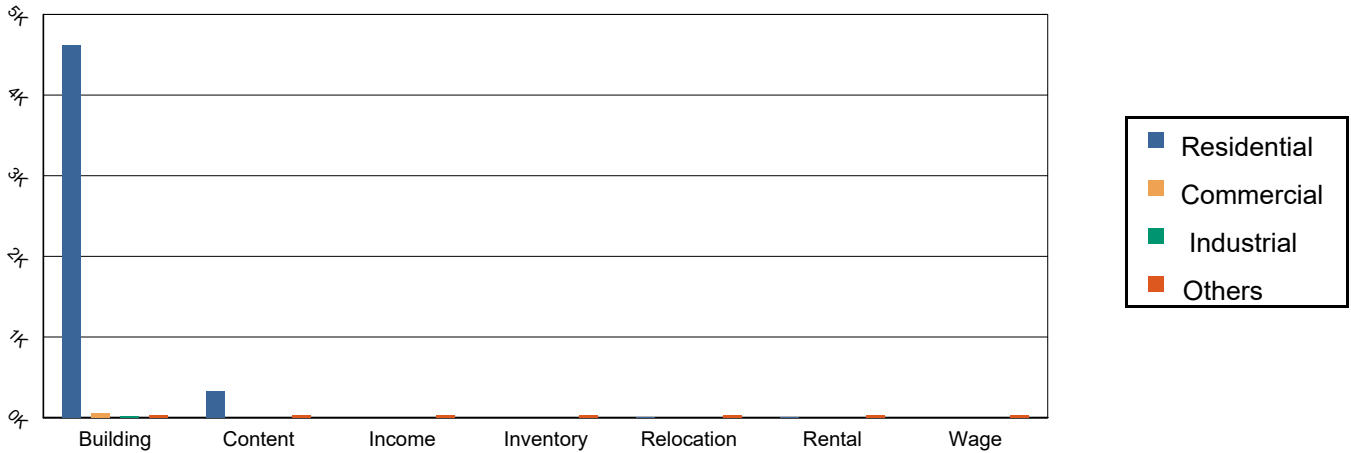 5K
4K
3K
2K
1K
0K
Building Content Income Inventory Relocation Rental Wage
Residential
Commercial
Industrial
Others